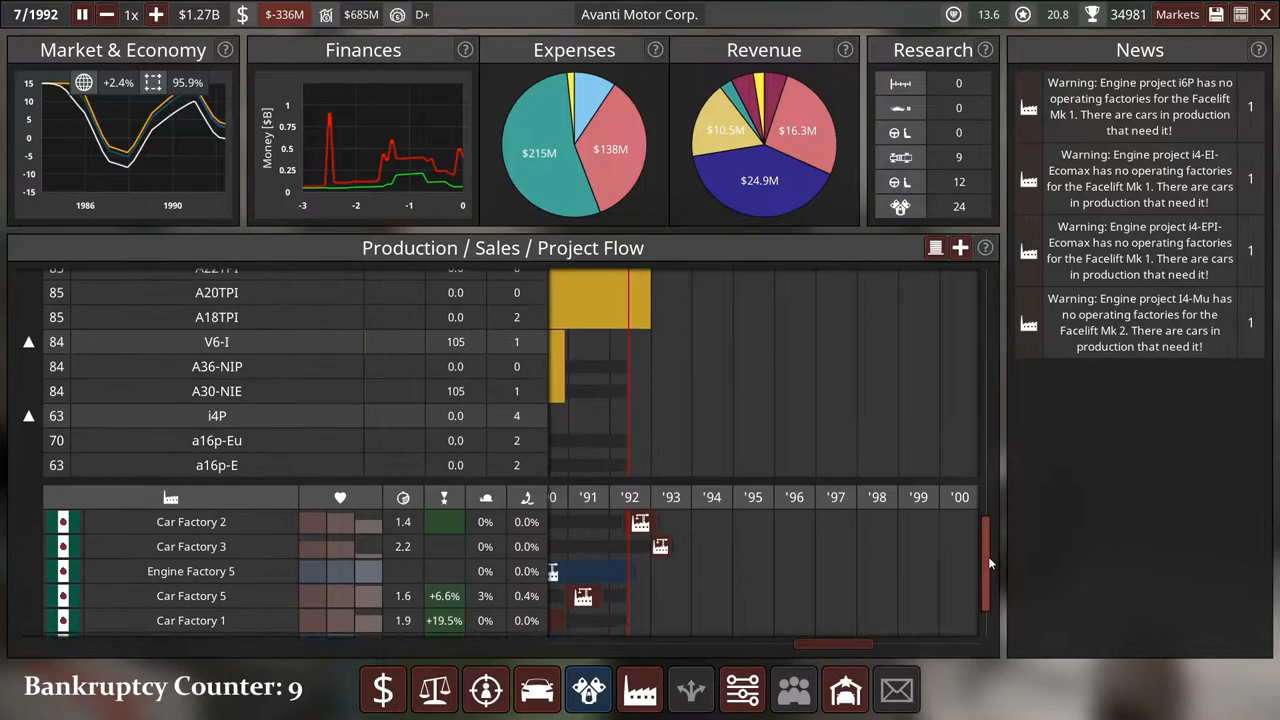 7/1992 1x $1.27B $-336M $685M D+ Avanti Motor Corp. 13.6 20.8 34981 Markets
Market & Economy
+2.4% 95.9%
15
10
5
0
-5
-10
-15
1986 1990
Finances
Money [$B]
1
0.75
0.5
0.25
0
-3 -2 -1 0
Expenses
$215M $138M
Revenue
$10.5M $16.3M
$24.9M
Research
0
0
0
9
12
24
News
Warning: Engine project i6P has no
operating factories for the Facelift
Mk 1. There are cars in production
that need it!
1
Warning: Engine project i4-EI-
Ecomax has no operating factories
for the Facelift Mk 1. There are cars
in production that need it!
1
Warning: Engine project i4-EPI-
Ecomax has no operating factories
for the Facelift Mk 1. There are cars
in production that need it!
1
Warning: Engine project I4-Mu has
no operating factories for the
Facelift Mk 2. There are cars in
production that need it!
1
Production / Sales / Project Flow
85 A20TPI 0.0 0
85 A18TPI 0.0 2
84 V6-I 105 1
84 A36-NIP 0.0 0
84 A30-NIE 105 1
63 i4P 0.0 4
70 a16p-Eu 0.0 2
63 a16p-E 0.0 2
0 '91 '92 '93 '94 '95 '96 '97 '98 '99 '00
Car Factory 2 1.4 0% 0.0%
Car Factory 3 2.2 0% 0.0%
Engine Factory 5 0% 0.0%
Car Factory 5 1.6 +6.6% 3% 0.4%
Car Factory 1 1.9 +19.5% 0% 0.0%
Bankruptcy Counter: 9